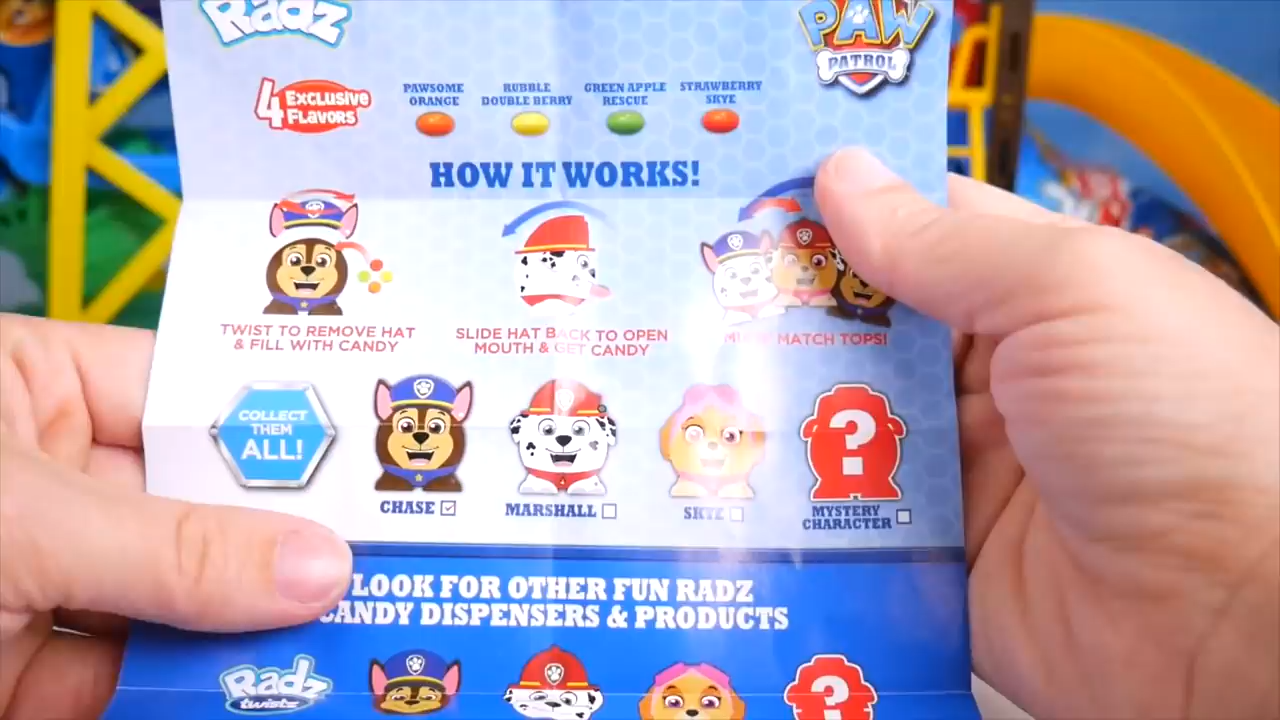 Radz
PAW
PATROL
4 Exclusive
Flavors
PAWSOME
ORANGE
RUBBLE
DOUBLE BERRY
GREEN APPLE
RESCUE
STRAWBERRY
SKYE
HOW IT WORKS!
TWIST TO REMOVE HAT
& FILL WITH CANDY
SLIDE HAT BACK TO OPEN
MOUTH & GET CANDY
MATCH TOPS!
COLLECT
THEM
ALL!
CHASE
MARSHALL
SKYE
?
MYSTERY
CHARACTER
LOOK FOR OTHER FUN RADZ
CANDY DISPENSERS & PRODUCTS
Radz
twistz
?